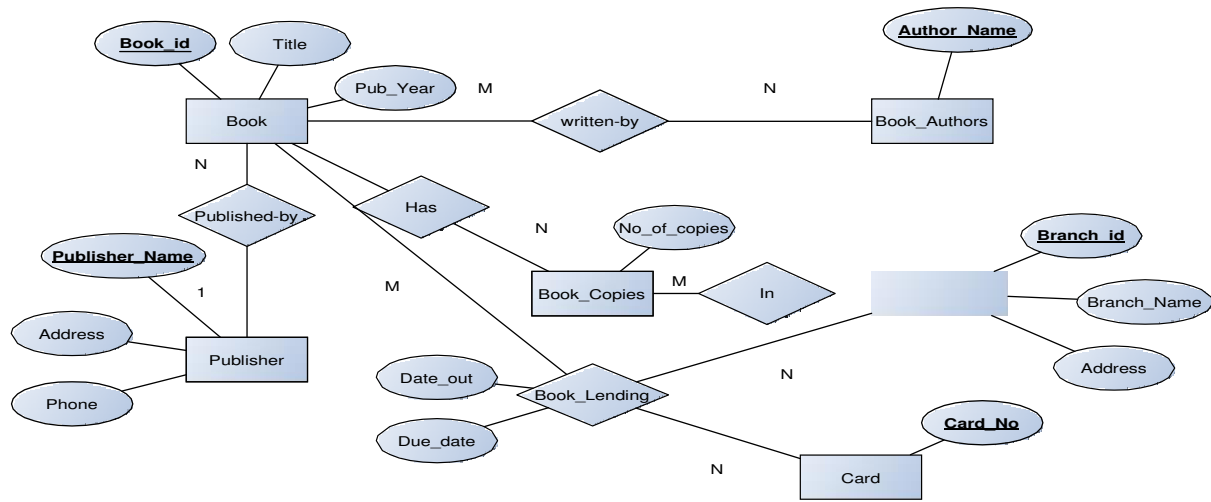 Book_id
Title
Author_Name
Pub_Year
M
N
Book
written-by
Book_Authors
N
Has
Published-by
No_of_copies
Branch_id
Publisher_Name
N
M
In
Book_Copies
M
Branch_Name
1
Address
Publisher
Address
Date_out
N
Book_Lending
Phone
Due_date
Card_No
N
Card